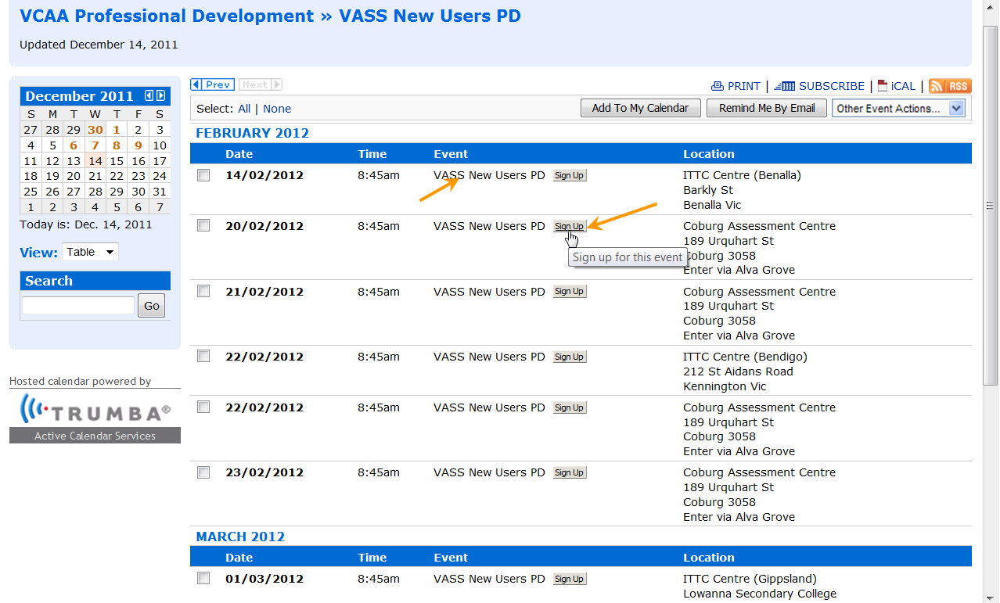 VCAA Professional Development » VASS New Users PD
Updated December 14, 2011
December 2011
S M T W T F S
27 28 29 30 1 2 3
4 5 6 7 8 9 10
11 12 13 14 15 16 17
18 19 20 21 22 23 24
25 26 27 28 29 30 31
1 2 3 4 5 6 7
Today is: Dec. 14, 2011
View: Table
Search
Go
Hosted calendar powered by
TRUMBA®
Active Calendar Services
Prev Next
PRINT | SUBSCRIBE | iCAL | RSS
Select: All | None Add To My Calendar Remind Me By Email Other Event Actions...
FEBRUARY 2012
Date Time Event Location
14/02/2012 8:45am VASS New Users PD Sign Up ITTC Centre (Benalla)
Barkly St
Benalla Vic
20/02/2012 8:45am VASS New Users PD Sign Up Coburg Assessment Centre
189 Urquhart St
Sign up for this event Coburg 3058
Enter via Alva Grove
21/02/2012 8:45am VASS New Users PD Sign Up Coburg Assessment Centre
189 Urquhart St
Coburg 3058
Enter via Alva Grove
22/02/2012 8:45am VASS New Users PD Sign Up ITTC Centre (Bendigo)
212 St Aidans Road
Kennington Vic
22/02/2012 8:45am VASS New Users PD Sign Up Coburg Assessment Centre
189 Urquhart St
Coburg 3058
Enter via Alva Grove
23/02/2012 8:45am VASS New Users PD Sign Up Coburg Assessment Centre
189 Urquhart St
Coburg 3058
Enter via Alva Grove
MARCH 2012
Date Time Event Location
01/03/2012 8:45am VASS New Users PD Sign Up ITTC Centre (Gippsland)
Lowanna Secondary College